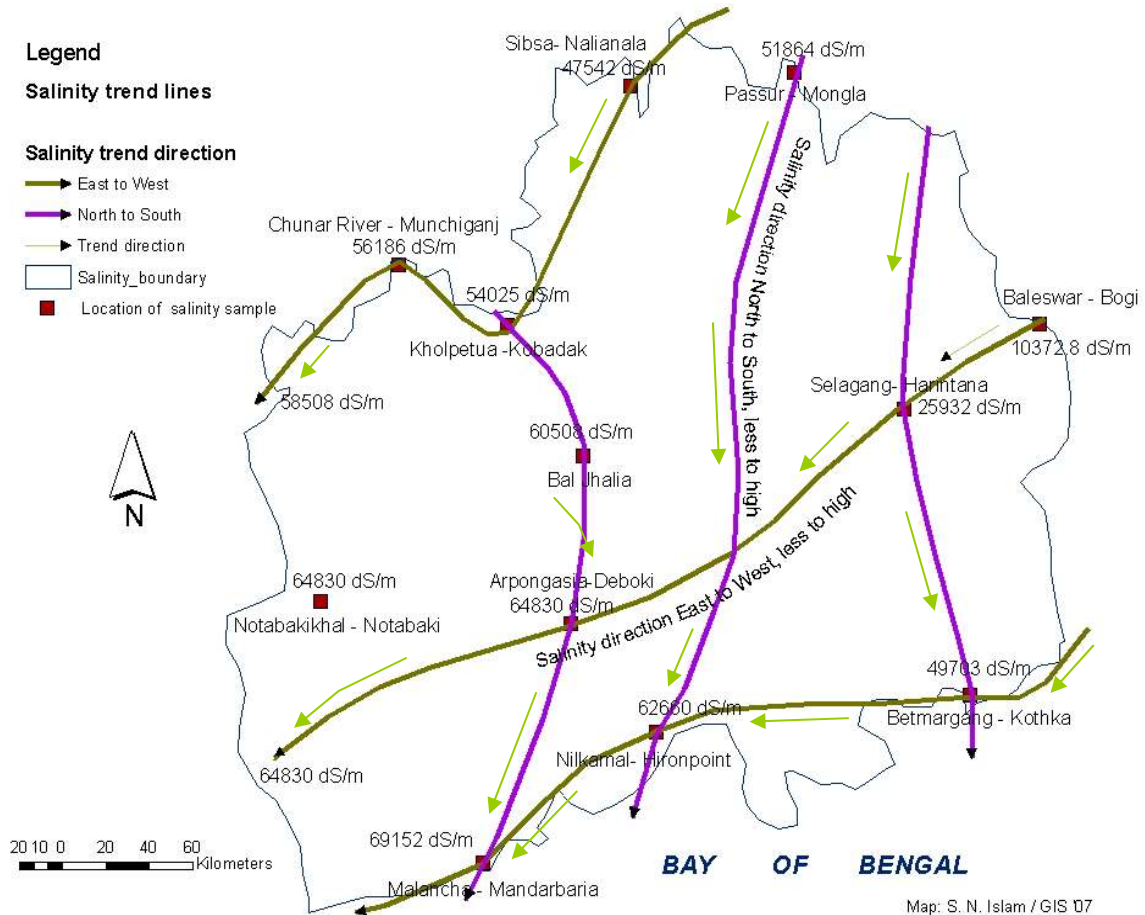 Legend
Salinity trend lines
Salinity trend direction
East to West
North to South
Trend direction
Salinity_boundary
Location of salinity sample
Sibsa- Nalianala
47542 dS/m
51864 dS/m
Passur - Mongla
Chunar River - Munchiganj
56186 dS/m
54025 dS/m
Kholpetua -Kobadak
58508 dS/m
Baleswar - Bogi
10372.8 dS/m
Selagang- Harintana
25932 dS/m
60508 dS/m
Bal Jhalia
Salinity direction North to South, less to high
N
64830 dS/m
Notabakikhal - Notabaki
Arpongasia-Deboki
64830 dS/m
Salinity direction East to West, less to high
49703 dS/m
Betmargang - Kothka
62660 dS/m
Nilkamal- Hironpoint
64830 dS/m
69152 dS/m
Malancha - Mandarbaria
20 10 0 20 40 60
Kilometers
BAY OF BENGAL
Map: S. N. Islam / GIS '07